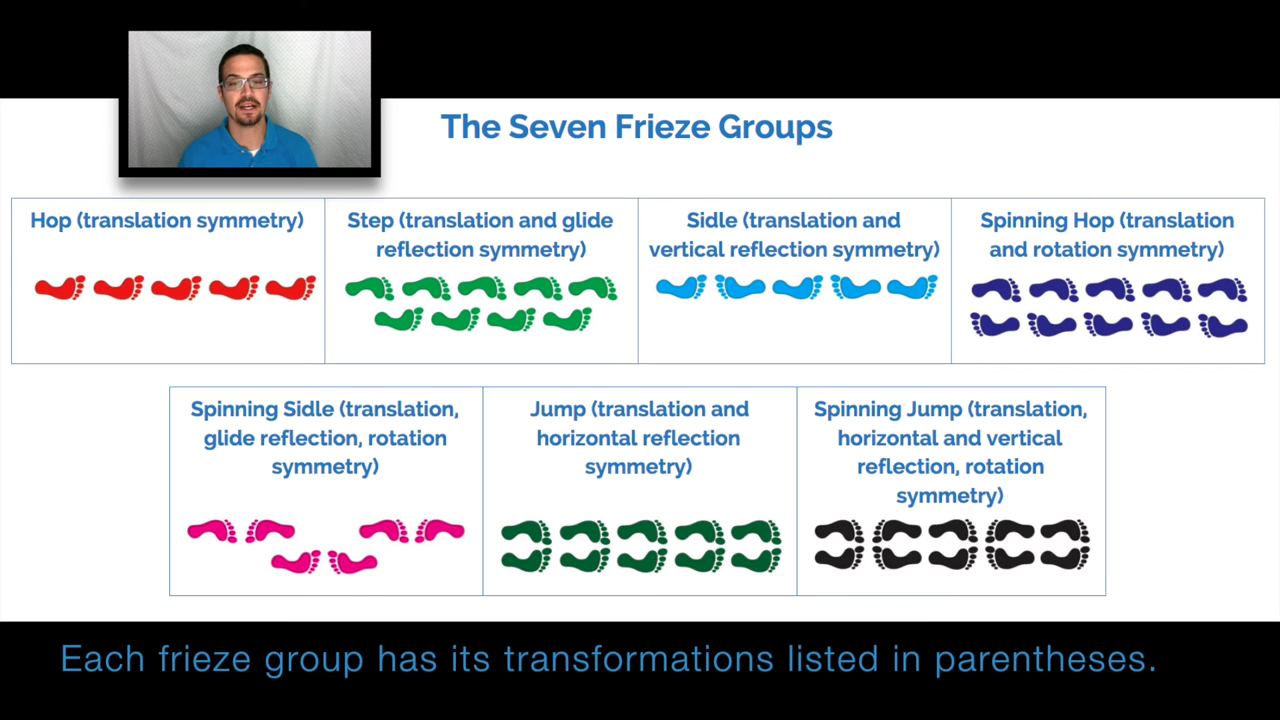 The Seven Frieze Groups
Hop (translation symmetry)
Step (translation and glide
reflection symmetry)
Sidle (translation and
vertical reflection symmetry)
Spinning Hop (translation
and rotation symmetry)
Spinning Sidle (translation,
glide reflection, rotation
symmetry)
Jump (translation and
horizontal reflection
symmetry)
Spinning Jump (translation,
horizontal and vertical
reflection, rotation
symmetry)
Each frieze group has its transformations listed in parentheses.